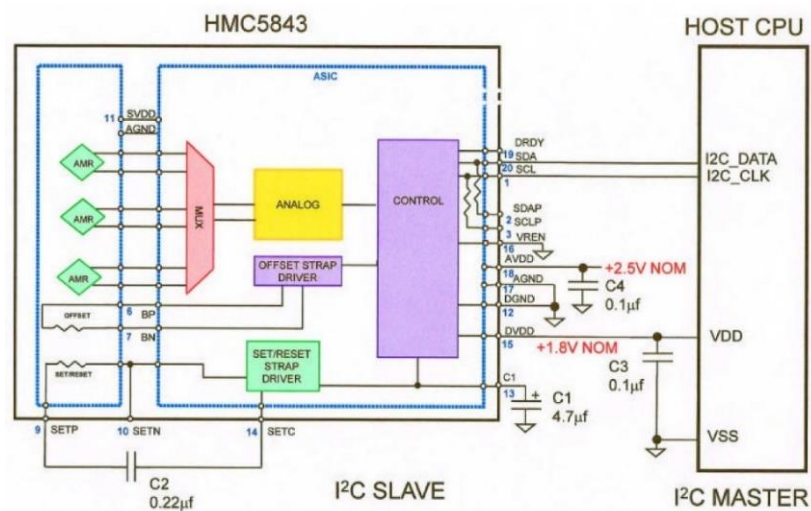 HMC5843
HOST CPU
ASIC
11
SVDD
AGND
AMR
AMR
AMR
MUX
ANALOG
CONTROL
OFFSET STRAP
DRIVER
OFFSET
6
BP
7
BN
SET/RESET
SET/RESET
STRAP
DRIVER
DRDY
19
SDA
20
SCL
1
SDAP
2
SCLP
3
VREN
16
AVDD
18
AGND
17
DGND
12
DVDD
15
C1
13
I2C_DATA
I2C_CLK
+2.5V NOM
C4
0.1µf
+1.8V NOM
VDD
C3
0.1µf
C1
4.7µf
+
VSS
9
SETP
10
SETN
14
SETC
C2
0.22µf
I²C SLAVE
I²C MASTER